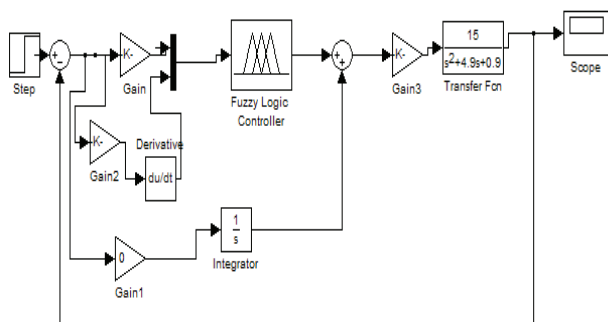 Step
K-
Gain
K-
Gain2
Derivative
du/dt
0
Gain1
1
s
Integrator
Fuzzy Logic
Controller
K-
Gain3
15
s²+4.9s+0.9
Transfer Fcn
Scope